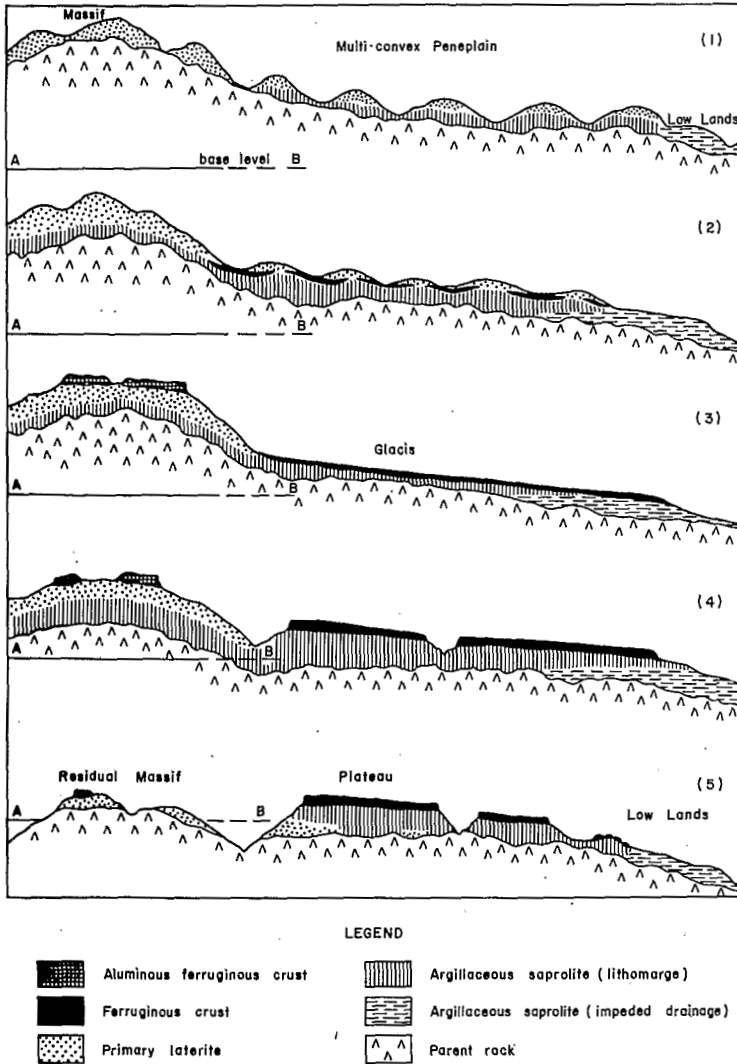 Massif
(1)
Multi-convex Peneplain
Low Lands
A
base level B
(2)
A
B
(3)
Glacis
A
B
(4)
A
B
Residual Massif
Plateau
(5)
A
B
Low Lands
LEGEND
Aluminous ferruginous crust
Argillaceous saprolite (lithomarge)
Ferruginous crust
Argillaceous saprolite (impeded drainage)
Primary laterite
Parent rock